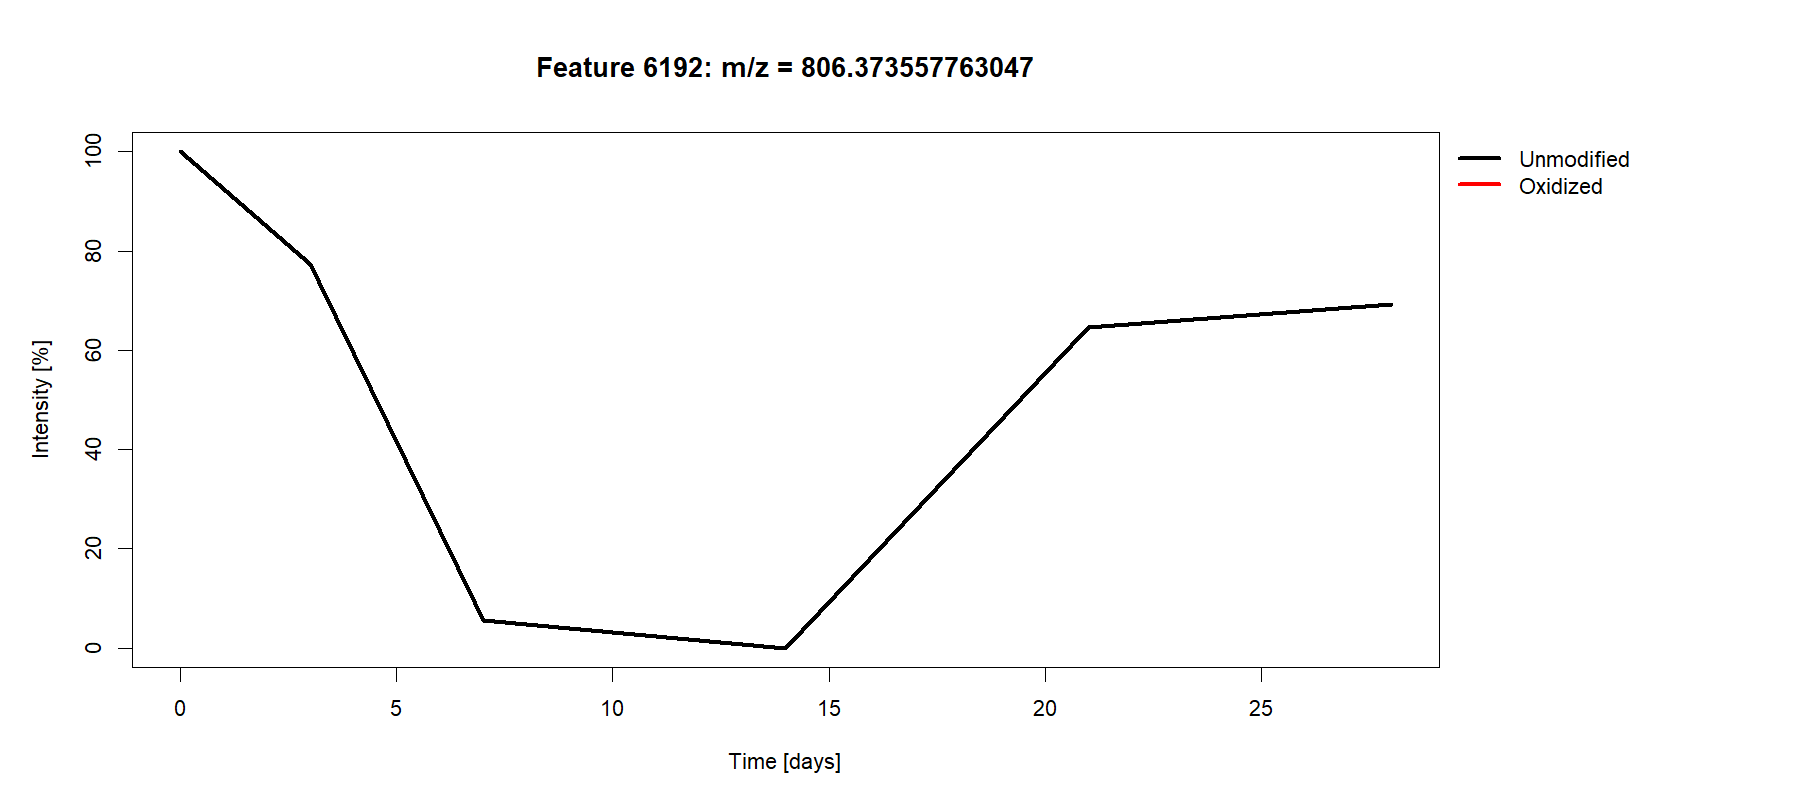 Feature 6192: m/z = 806.373557763047
Unmodified
Oxidized
100
80
60
40
20
0
Intensity [%]
0 5 10 15 20 25
Time [days]